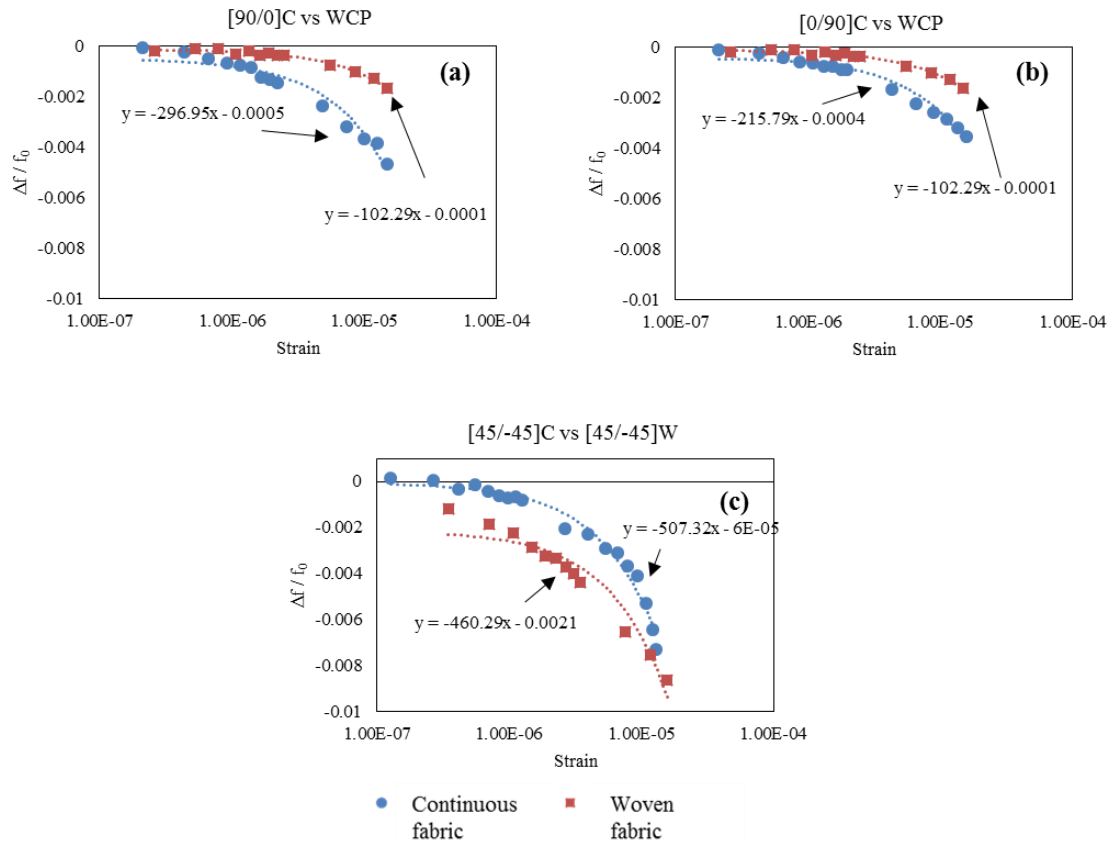 [90/0]C vs WCP
0
-0.002
-0.004
-0.006
-0.008
-0.01
Δf / f₀
(a)
y = -296.95x - 0.0005
y = -102.29x - 0.0001
1.00E-07
1.00E-06
1.00E-05
1.00E-04
Strain
[0/90]C vs WCP
0
-0.002
-0.004
-0.006
-0.008
-0.01
Δf / f₀
(b)
y = -215.79x - 0.0004
y = -102.29x - 0.0001
1.00E-07
1.00E-06
1.00E-05
1.00E-04
Strain
[45/-45]C vs [45/-45]W
0
-0.002
-0.004
-0.006
-0.008
-0.01
Δf / f₀
(c)
y = -507.32x - 6E-05
y = -460.29x - 0.0021
1.00E-07
1.00E-06
1.00E-05
1.00E-04
Strain
Continuous
fabric
Woven
fabric